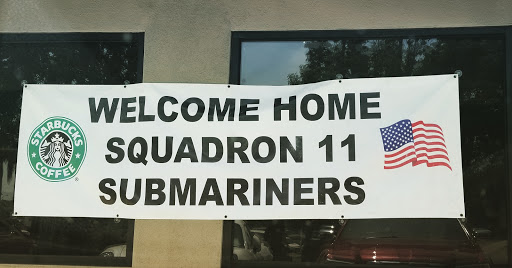 WELCOME HOME
STARBUCKS
SQUADRON 11
COFFEE
SUBMARINERS